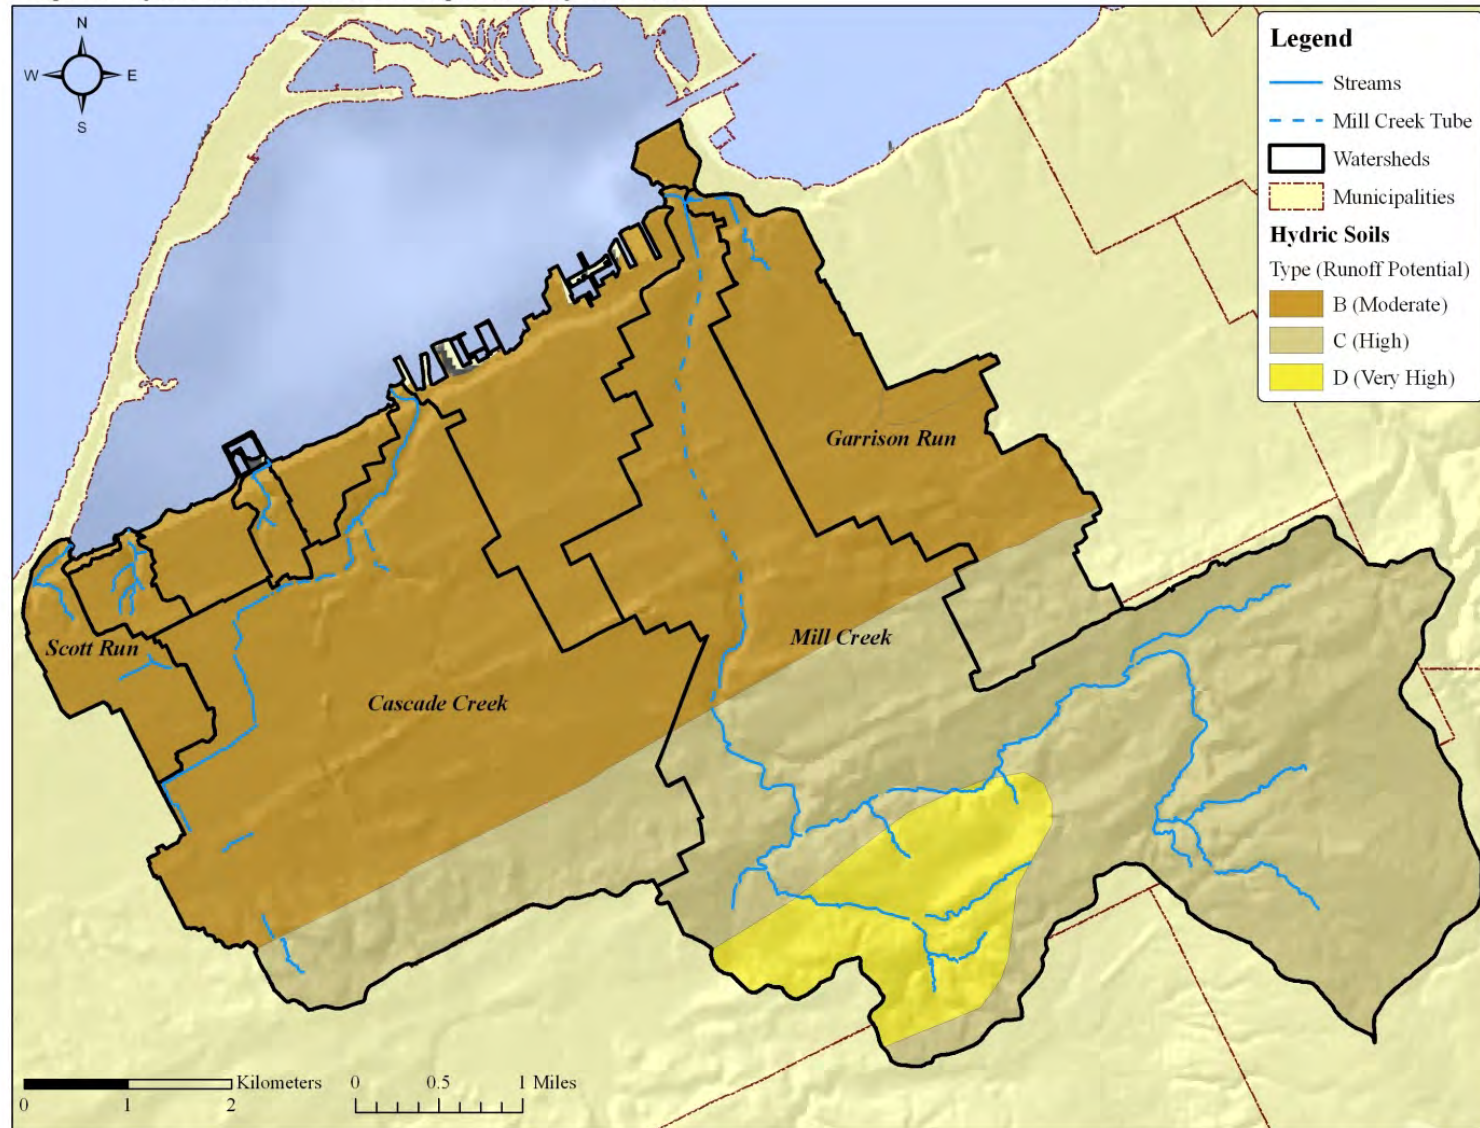 N
W
E
S
Legend
Streams
Mill Creek Tube
Watersheds
Municipalities
Hydric Soils
Type (Runoff Potential)
B (Moderate)
C (High)
D (Very High)
Garrison Run
Mill Creek
Scott Run
Cascade Creek
Kilometers
0 1 2
0 0.5 1 Miles